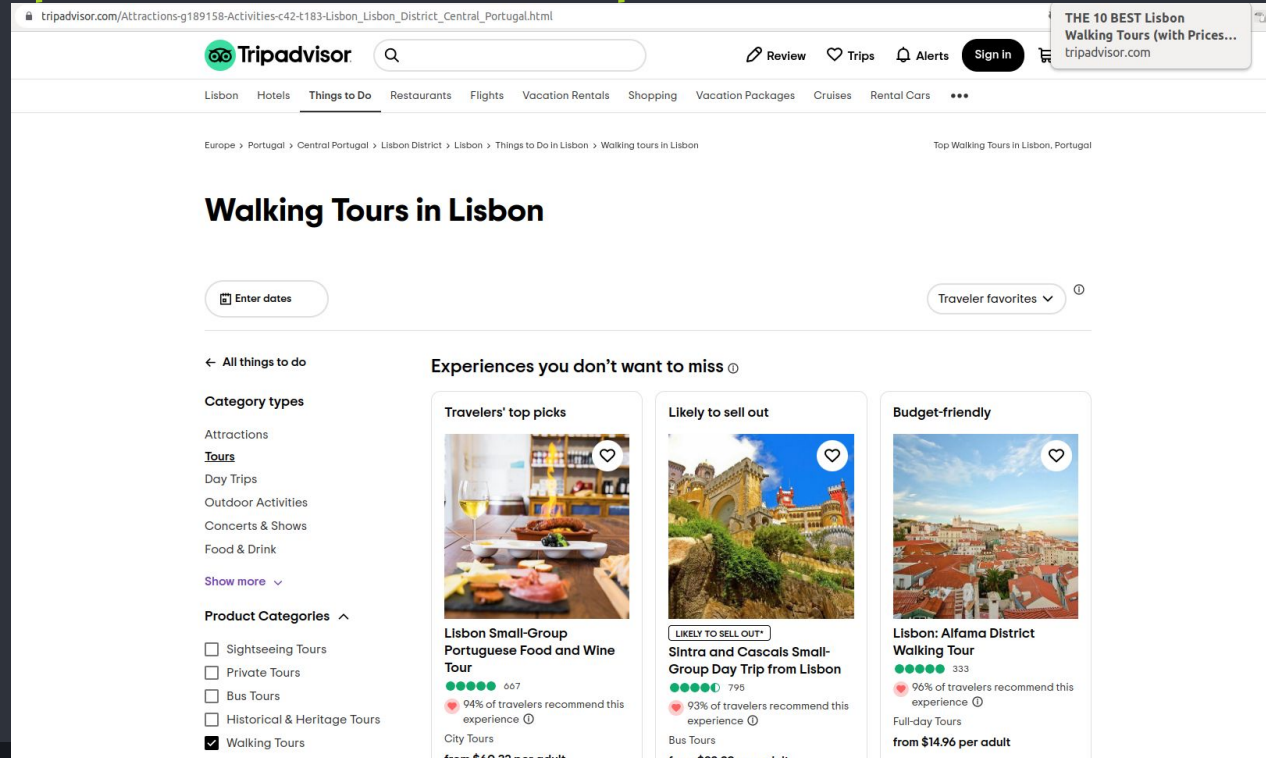 tripadvisor.com/Attractions-g189158-Activities-c42-t183-Lisbon_Lisbon_District_Central_Portugal.html
THE 10 BEST Lisbon
Walking Tours (with Prices...
tripadvisor.com
Tripadvisor
Review
Trips
Alerts
Sign in
Lisbon Hotels Things to Do Restaurants Flights Vacation Rentals Shopping Vacation Packages Cruises Rental Cars •••
Europe › Portugal › Central Portugal › Lisbon District › Lisbon › Things to Do in Lisbon › Walking tours in Lisbon
Top Walking Tours in Lisbon, Portugal
Walking Tours in Lisbon
Enter dates
Traveler favorites
← All things to do
Category types
Attractions
Tours
Day Trips
Outdoor Activities
Concerts & Shows
Food & Drink
Show more
Product Categories
Sightseeing Tours
Private Tours
Bus Tours
Historical & Heritage Tours
Walking Tours
Experiences you don't want to miss
Travelers' top picks
Lisbon Small-Group
Portuguese Food and Wine
Tour
667
94% of travelers recommend this
experience
City Tours
Likely to sell out
LIKELY TO SELL OUT*
Sintra and Cascais Small-
Group Day Trip from Lisbon
795
93% of travelers recommend this
experience
Bus Tours
Budget-friendly
Lisbon: Alfama District
Walking Tour
333
96% of travelers recommend this
experience
Full-day Tours
from $14.96 per adult